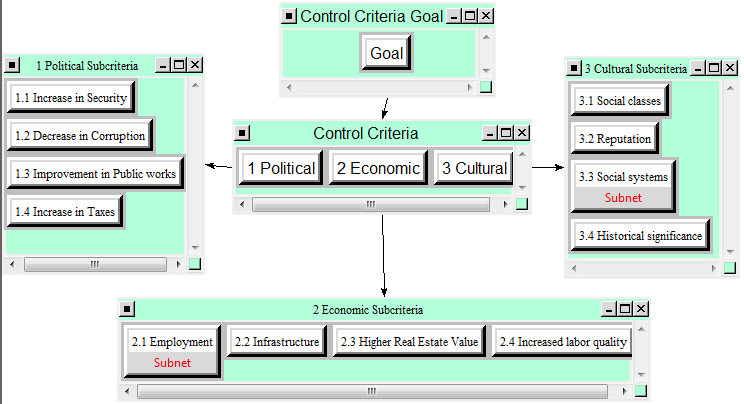 Control Criteria Goal
Goal
1 Political Subcriteria
1.1 Increase in Security
1.2 Decrease in Corruption
1.3 Improvement in Public works
1.4 Increase in Taxes
Control Criteria
1 Political
2 Economic
3 Cultural
3 Cultural Subcriteria
3.1 Social classes
3.2 Reputation
3.3 Social systems
Subnet
3.4 Historical significance
2 Economic Subcriteria
2.1 Employment
Subnet
2.2 Infrastructure
2.3 Higher Real Estate Value
2.4 Increased labor quality